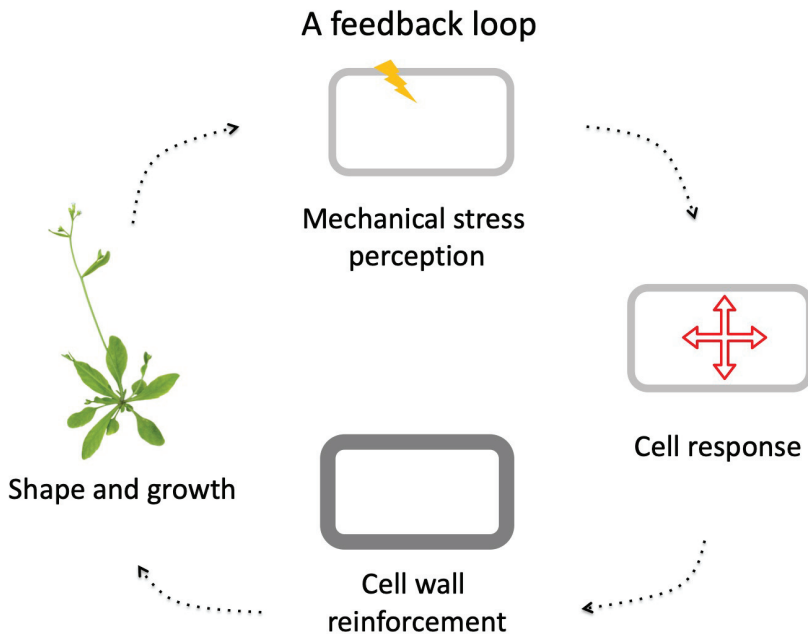 A feedback loop
Mechanical stress
perception
Cell response
Cell wall
reinforcement
Shape and growth